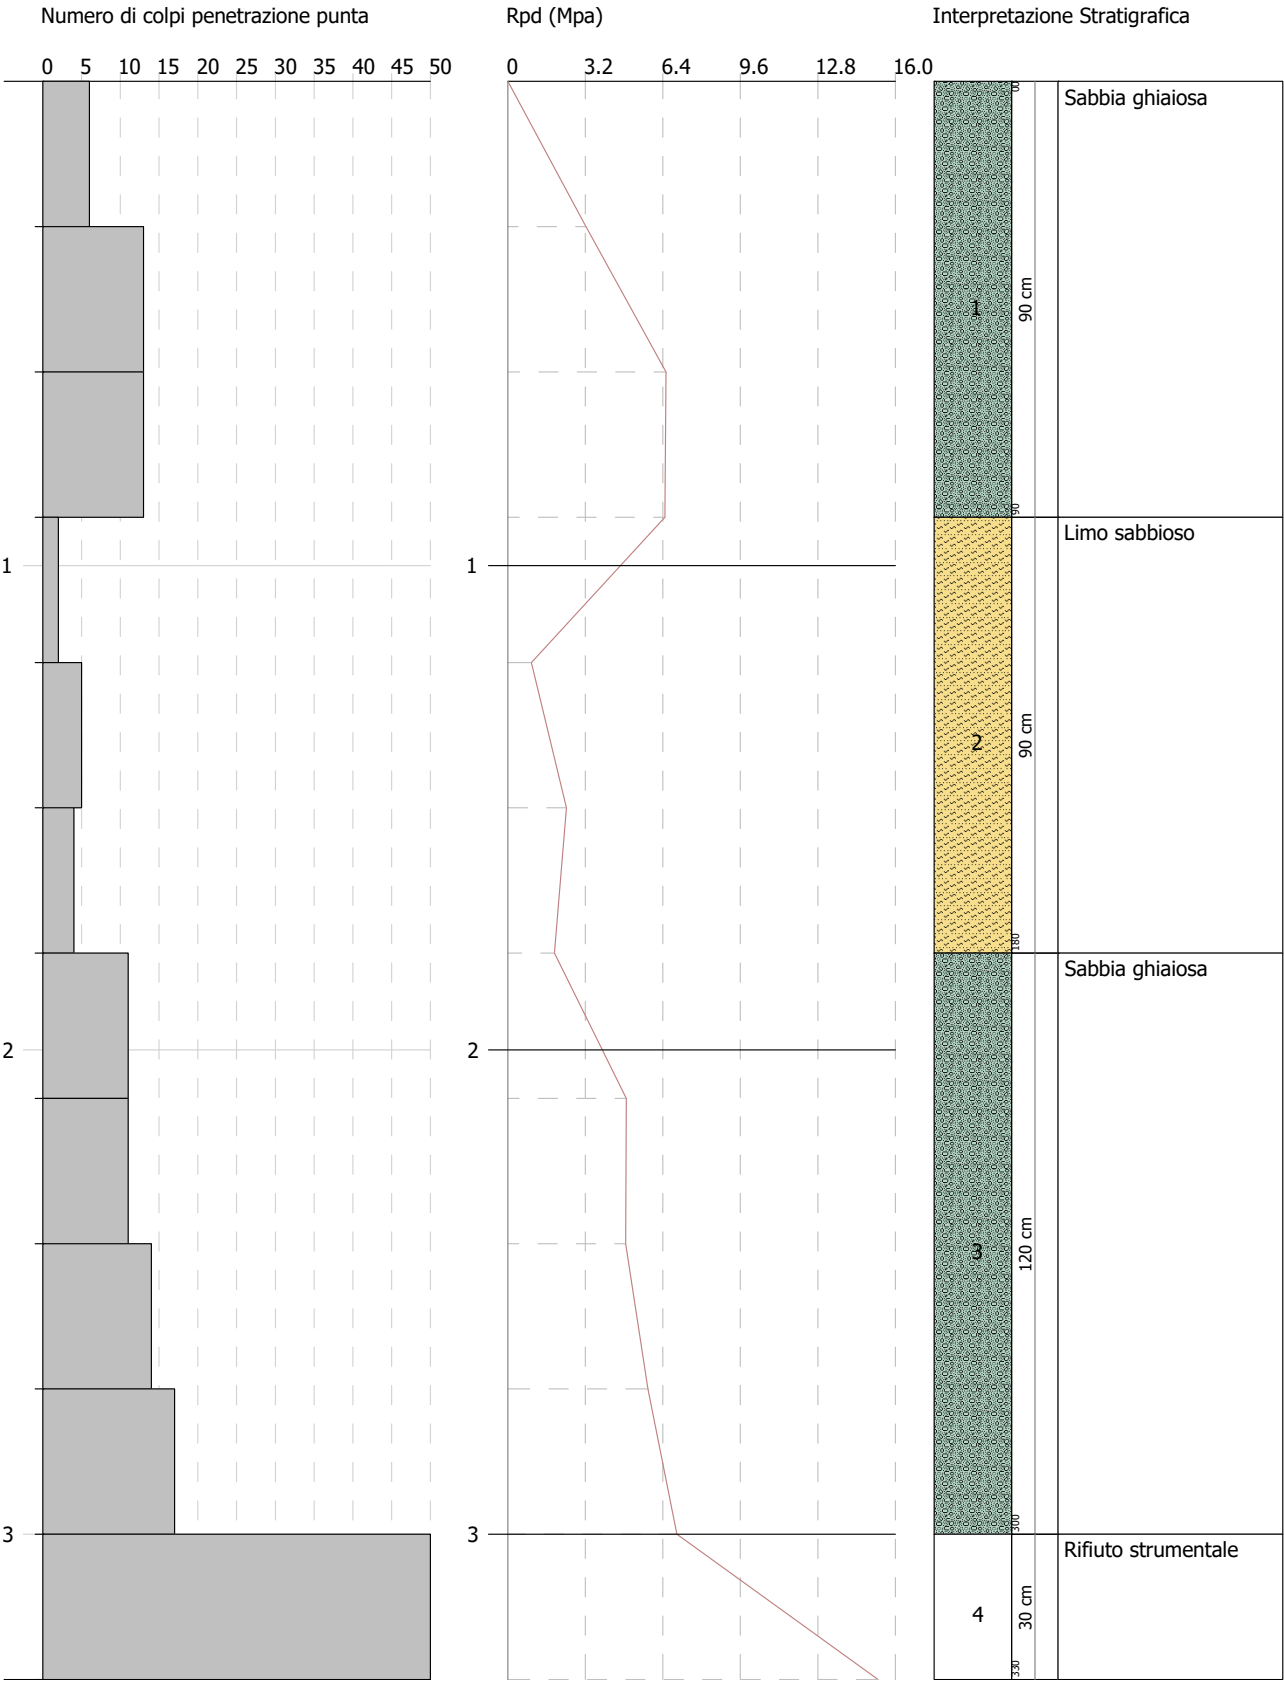 Numero di colpi penetrazione punta
Rpd (Mpa)
Interpretazione Stratigrafica
0 5 10 15 20 25 30 35 40 45 50
0 3.2 6.4 9.6 12.8 16.0
Sabbia ghiaiosa
1
90 cm
90
Limo sabbioso
1
1
2
90 cm
180
Sabbia ghiaiosa
2
2
3
120 cm
300
3
3
Rifiuto strumentale
4
30 cm
330